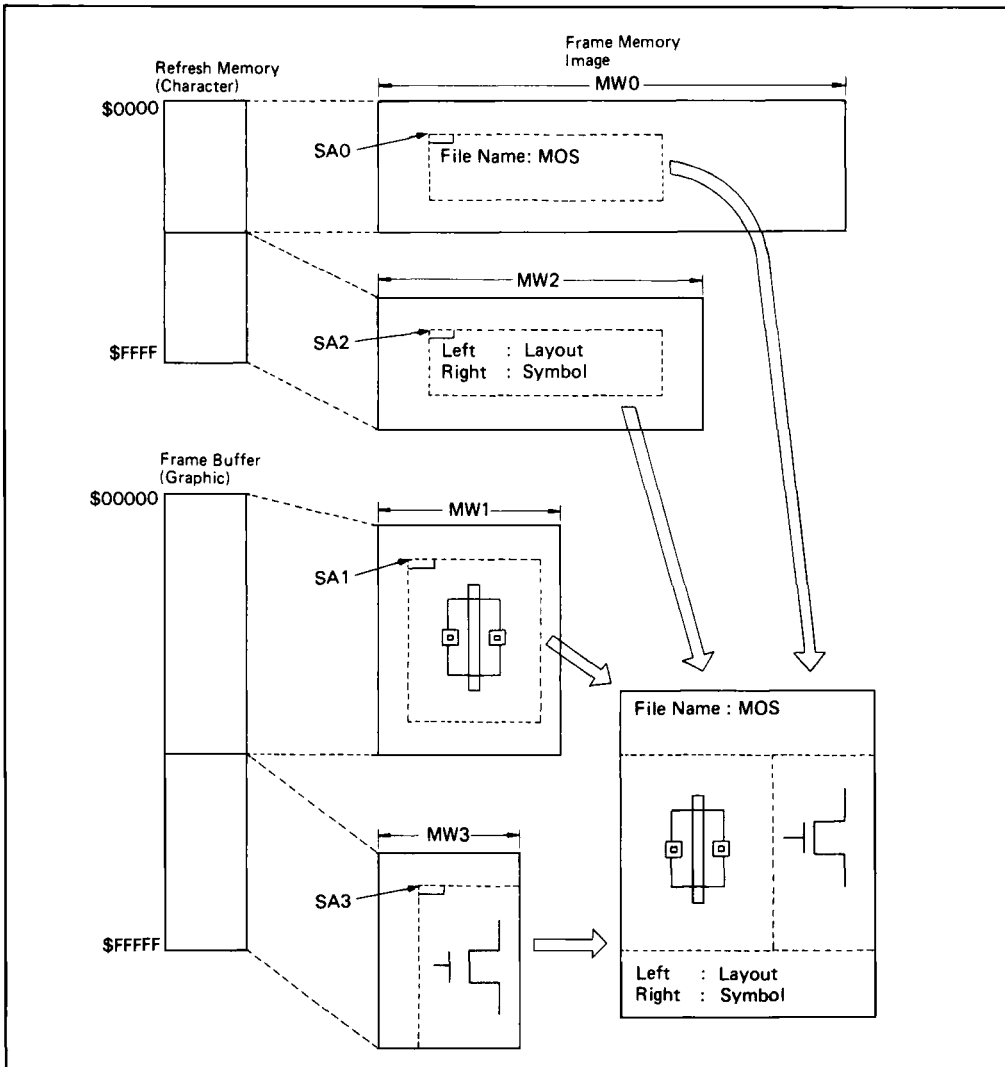 Frame Memory
Image
Refresh Memory
(Character)
MW0
$0000
SA0
File Name: MOS
MW2
SA2
$FFFF
Left : Layout
Right : Symbol
Frame Buffer
(Graphic)
$00000
MW1
SA1
File Name : MOS
MW3
SA3
$FFFFF
Left : Layout
Right : Symbol